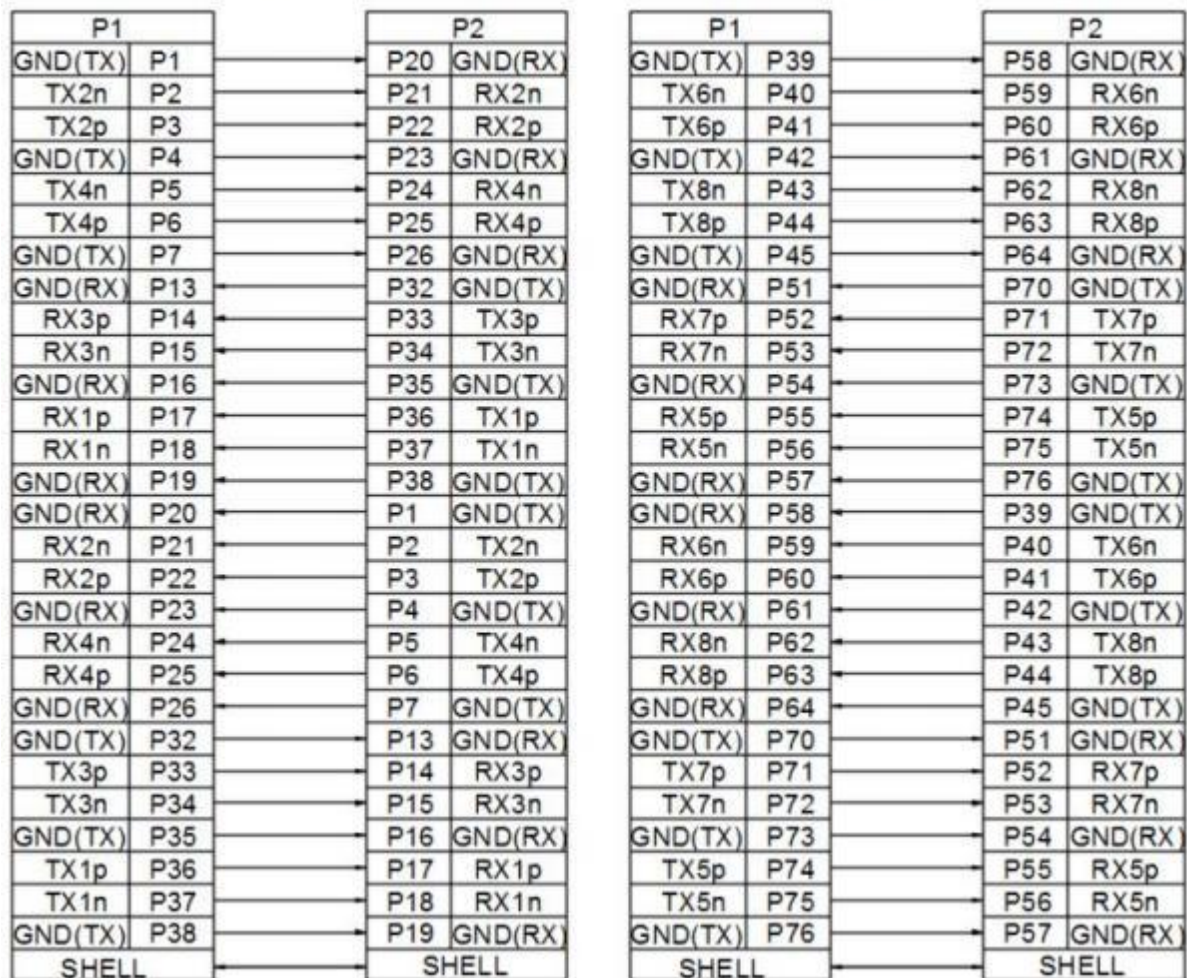 P1 P2 P1 P2
GND(TX) P1 P20 GND(RX) GND(TX) P39 P58 GND(RX)
TX2n P2 P21 RX2n TX6n P40 P59 RX6n
TX2p P3 P22 RX2p TX6p P41 P60 RX6p
GND(TX) P4 P23 GND(RX) GND(TX) P42 P61 GND(RX)
TX4n P5 P24 RX4n TX8n P43 P62 RX8n
TX4p P6 P25 RX4p TX8p P44 P63 RX8p
GND(TX) P7 P26 GND(RX) GND(TX) P45 P64 GND(RX)
GND(RX) P13 P32 GND(TX) GND(RX) P51 P70 GND(TX)
RX3p P14 P33 TX3p RX7p P52 P71 TX7p
RX3n P15 P34 TX3n RX7n P53 P72 TX7n
GND(RX) P16 P35 GND(TX) GND(RX) P54 P73 GND(TX)
RX1p P17 P36 TX1p RX5p P55 P74 TX5p
RX1n P18 P37 TX1n RX5n P56 P75 TX5n
GND(RX) P19 P38 GND(TX) GND(RX) P57 P76 GND(TX)
GND(RX) P20 P1 GND(TX) GND(RX) P58 P39 GND(TX)
RX2n P21 P2 TX2n RX6n P59 P40 TX6n
RX2p P22 P3 TX2p RX6p P60 P41 TX6p
GND(RX) P23 P4 GND(TX) GND(RX) P61 P42 GND(TX)
RX4n P24 P5 TX4n RX8n P62 P43 TX8n
RX4p P25 P6 TX4p RX8p P63 P44 TX8p
GND(RX) P26 P7 GND(TX) GND(RX) P64 P45 GND(TX)
GND(TX) P32 P13 GND(RX) GND(TX) P70 P51 GND(RX)
TX3p P33 P14 RX3p TX7p P71 P52 RX7p
TX3n P34 P15 RX3n TX7n P72 P53 RX7n
GND(TX) P35 P16 GND(RX) GND(TX) P73 P54 GND(RX)
TX1p P36 P17 RX1p TX5p P74 P55 RX5p
TX1n P37 P18 RX1n TX5n P75 P56 RX5n
GND(TX) P38 P19 GND(RX) GND(TX) P76 P57 GND(RX)
SHELL SHELL SHELL SHELL